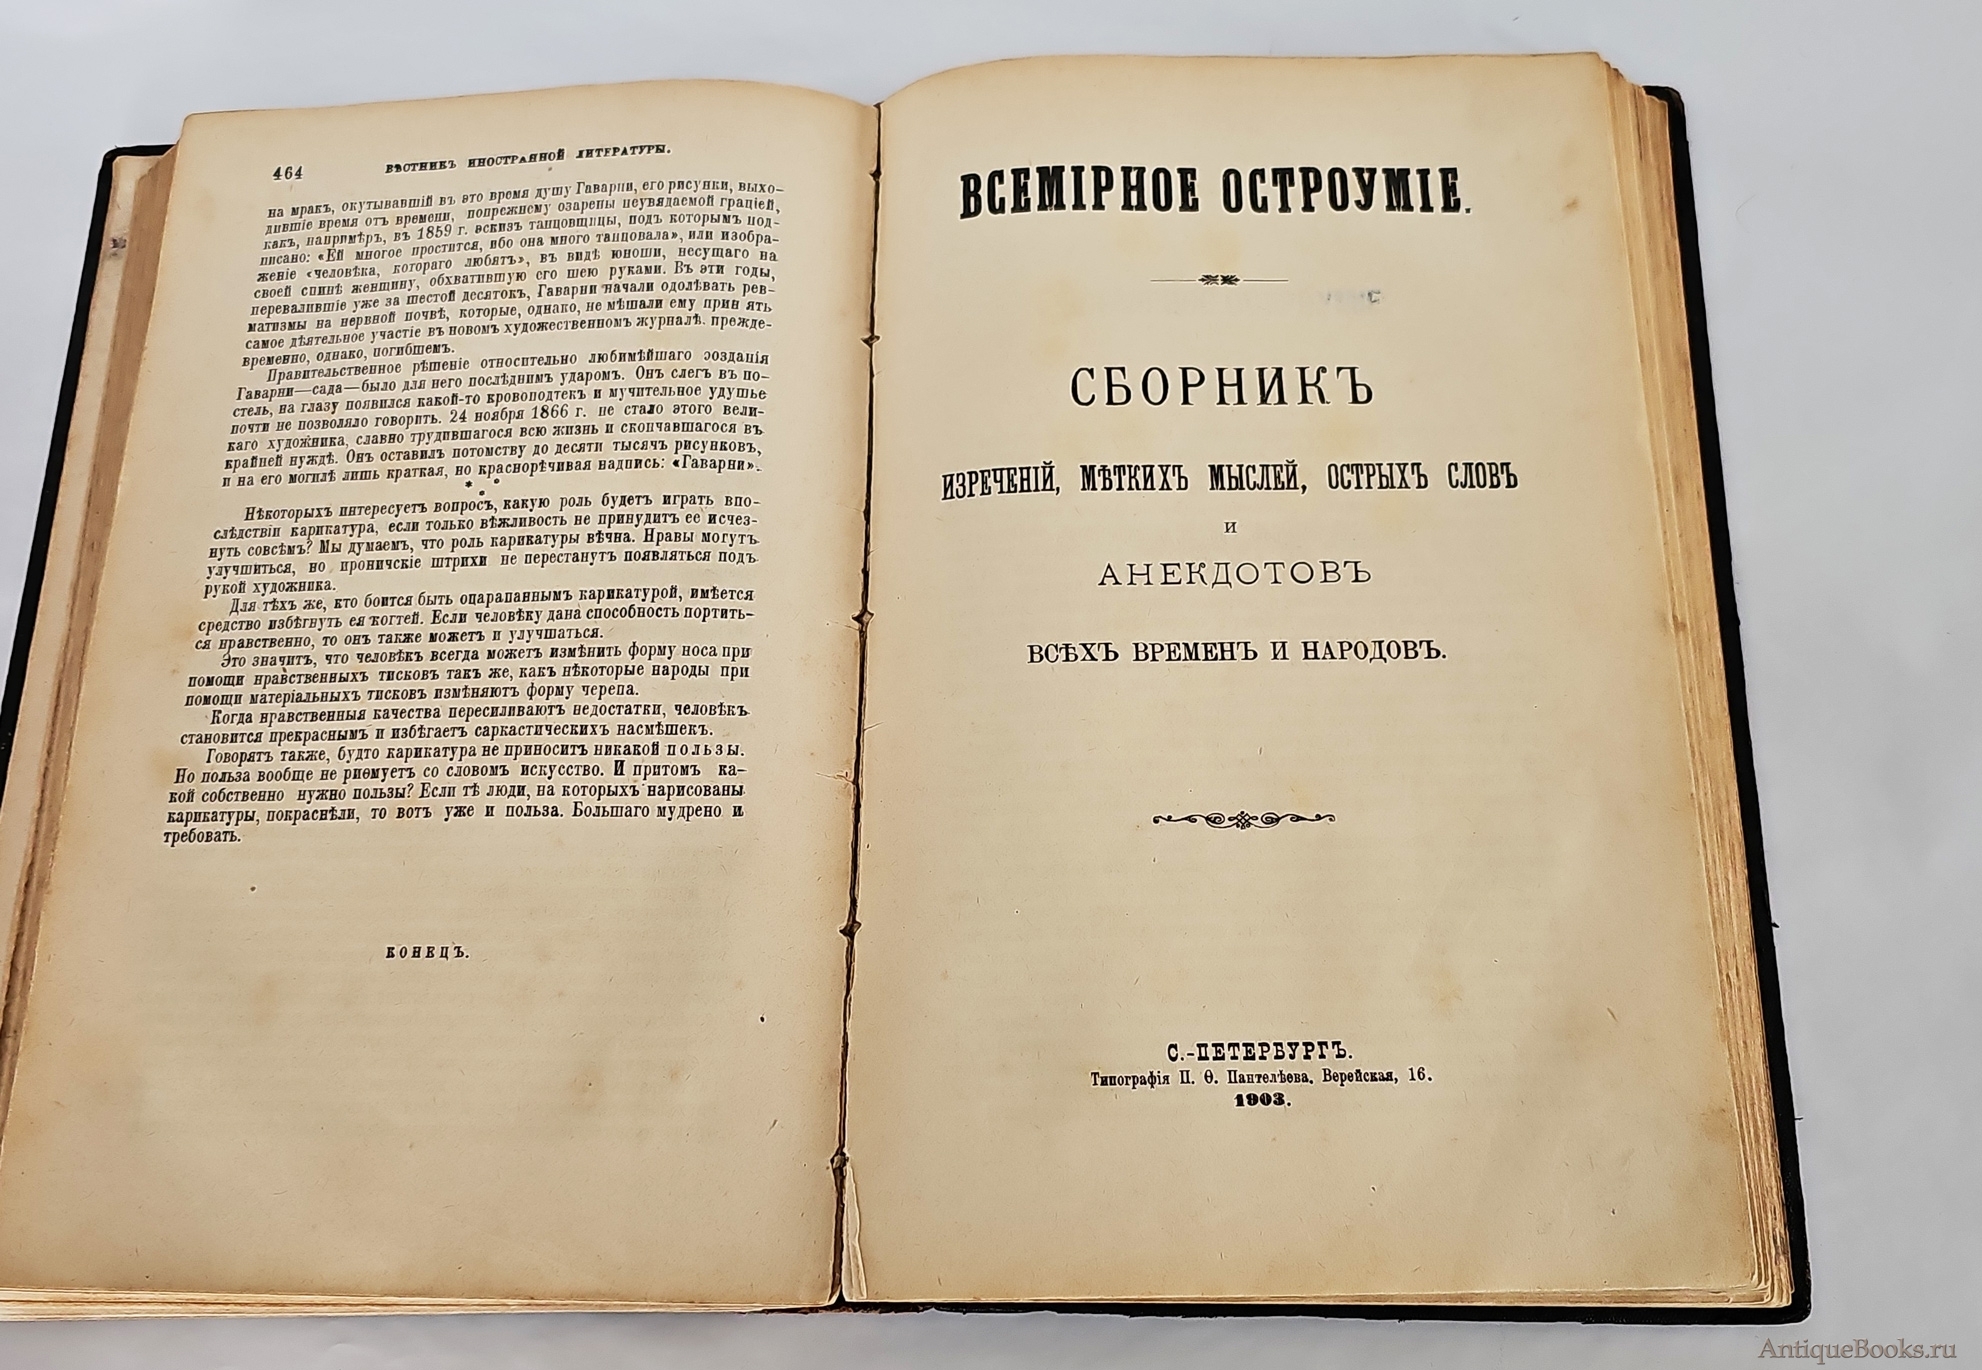 464
ВѢСТНИКЪ ИНОСТРАННОЙ ЛИТЕРАТУРЫ.
на мракъ, окутывавшій въ это время душу Гаварни, его рисунки, выхо-
дившіе время отъ времени, попрежнему озарены неувядаемой граціей,
какъ, напримѣръ, въ 1859 г. эскизъ танцовщицы, подъ которымъ под-
писано: «Ей многое простится, ибо она много танцовала», или изобра-
женіе «человѣка, котораго любятъ», въ видѣ юноши, несущаго на
своей спинѣ женщину, обхватившую его шею руками. Въ эти годы,
перевалившіе уже за шестой десятокъ, Гаварни начали одолѣвать рев-
матизмы на нервной почвѣ, которые, однако, не мѣшали ему прин ять
самое дѣятельное участіе въ новомъ художественномъ журналѣ. прежде-
временно, однако, погибшемъ.
Правительственное рѣшеніе относительно любимѣйшаго созданія
Гаварни—сада—было для него послѣднимъ ударомъ. Онъ слегъ въ по-
стель, на глазу появился какой-то кровоподтекъ и мучительное удушье
почти не позволяло говорить. 24 ноября 1866 г. не стало этого вели-
каго художника, славно трудившагося всю жизнь и скончавшагося въ
крайней нуждѣ. Онъ оставилъ потомству до десяти тысячъ рисунковъ,
и на его могилѣ лишь краткая, но краснорѣчивая надпись: «Гаварни».
* * *
Нѣкоторыхъ интересуетъ вопросъ, какую роль будетъ играть впо-
слѣдствіи карикатура, если только вѣжливость не принудитъ ее исчез-
нуть совсѣмъ? Мы думаемъ, что роль карикатуры вѣчна. Нравы могутъ
улучшиться, но ироническіе штрихи не перестанутъ появляться подъ
рукой художника.
Для тѣхъ же, кто боится быть оцарапаннымъ карикатурой, имѣется
средство избѣгнуть ея когтей. Если человѣку дана способность портить-
ся нравственно, то онъ также можетъ и улучшаться.
Это значитъ, что человѣкъ всегда можетъ измѣнить форму носа при
помощи нравственныхъ тисковъ такъ же, какъ нѣкоторые народы при
помощи матеріальныхъ тисковъ измѣняютъ форму черепа.
Когда нравственныя качества пересиливаютъ недостатки, человѣкъ
становится прекраснымъ и избѣгаетъ саркастическихъ насмѣшекъ.
Говорятъ также, будто карикатура не приноситъ никакой пользы.
Но польза вообще не риѳмуетъ со словомъ искусство. И притомъ ка-
кой собственно нужно пользы? Если тѣ люди, на которыхъ нарисованы
карикатуры, покраснѣли, то вотъ уже и польза. Большаго мудрено и
требовать.
КОНЕЦЪ.
ВСЕМІРНОЕ ОСТРОУМІЕ.
СБОРНИКЪ
ИЗРЕЧЕНІЙ, МѢТКИХЪ МЫСЛЕЙ, ОСТРЫХЪ СЛОВЪ
И
АНЕКДОТОВЪ
ВСѢХЪ ВРЕМЕНЪ И НАРОДОВЪ.
С.-ПЕТЕРБУРГЪ.
Типографія П. Ѳ. Пантелѣева. Верейская, 16.
1903.
AntiqueBooks.ru